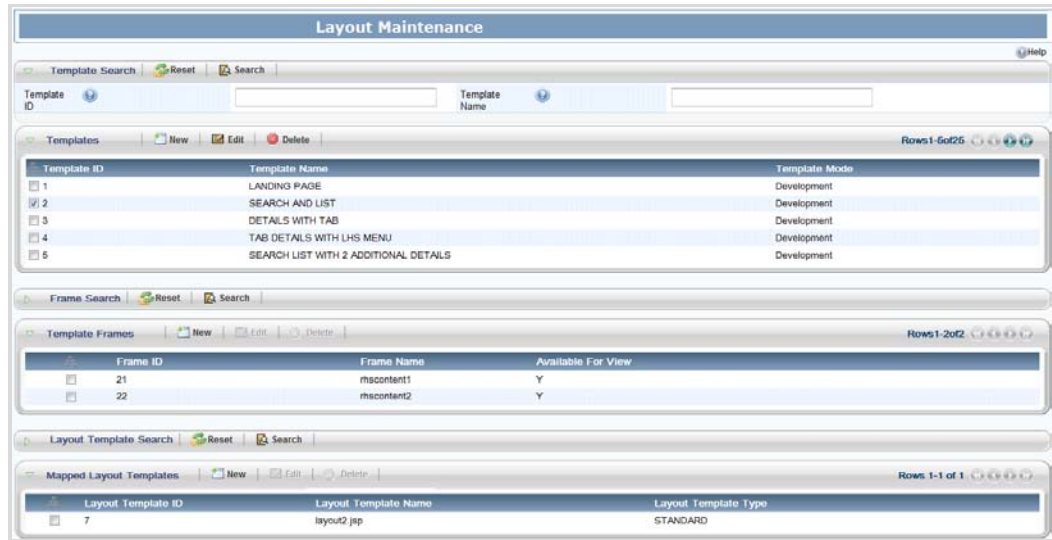 Layout Maintenance
Help
Template Search Reset Search
Template ID Template Name
Templates New Edit Delete Rows1-5of25
Template ID Template Name Template Mode
1 LANDING PAGE Development
2 SEARCH AND LIST Development
3 DETAILS WITH TAB Development
4 TAB DETAILS WITH LHS MENU Development
5 SEARCH LIST WITH 2 ADDITIONAL DETAILS Development
Frame Search Reset Search
Template Frames New Edit Delete Rows1-2of2
Frame ID Frame Name Available For View
21 rhscontent1 Y
22 rhscontent2 Y
Layout Template Search Reset Search
Mapped Layout Templates New Edit Delete Rows 1-1 of 1
Layout Template ID Layout Template Name Layout Template Type
7 layout2.jsp STANDARD